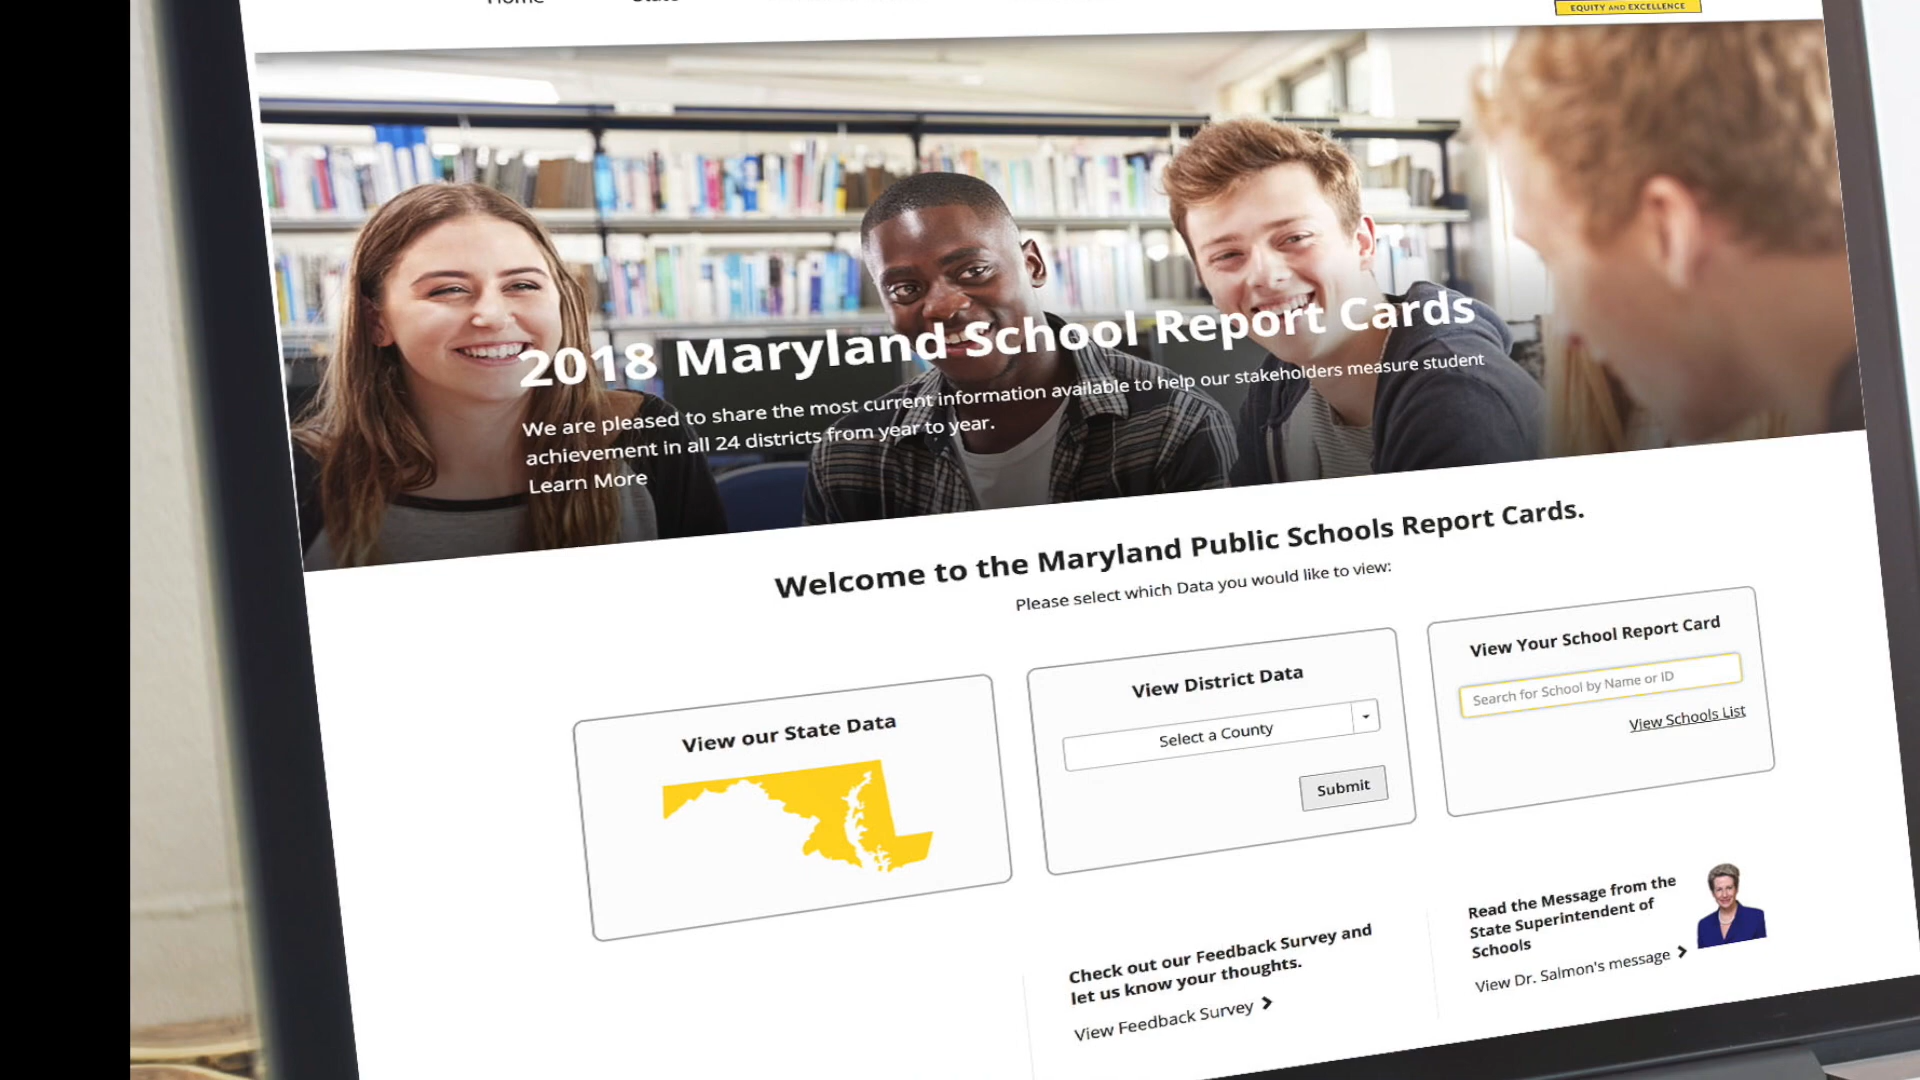 Home
State
EQUITY AND EXCELLENCE
2018 Maryland School Report Cards
We are pleased to share the most current information available to help our stakeholders measure student
achievement in all 24 districts from year to year.
Learn More
Welcome to the Maryland Public Schools Report Cards.
Please select which Data you would like to view:
View our State Data
View District Data
Select a County
Submit
View Your School Report Card
Search for School by Name or ID
View Schools List
Check out our Feedback Survey and
let us know your thoughts.
View Feedback Survey
Read the Message from the
State Superintendent of
Schools
View Dr. Salmon's message